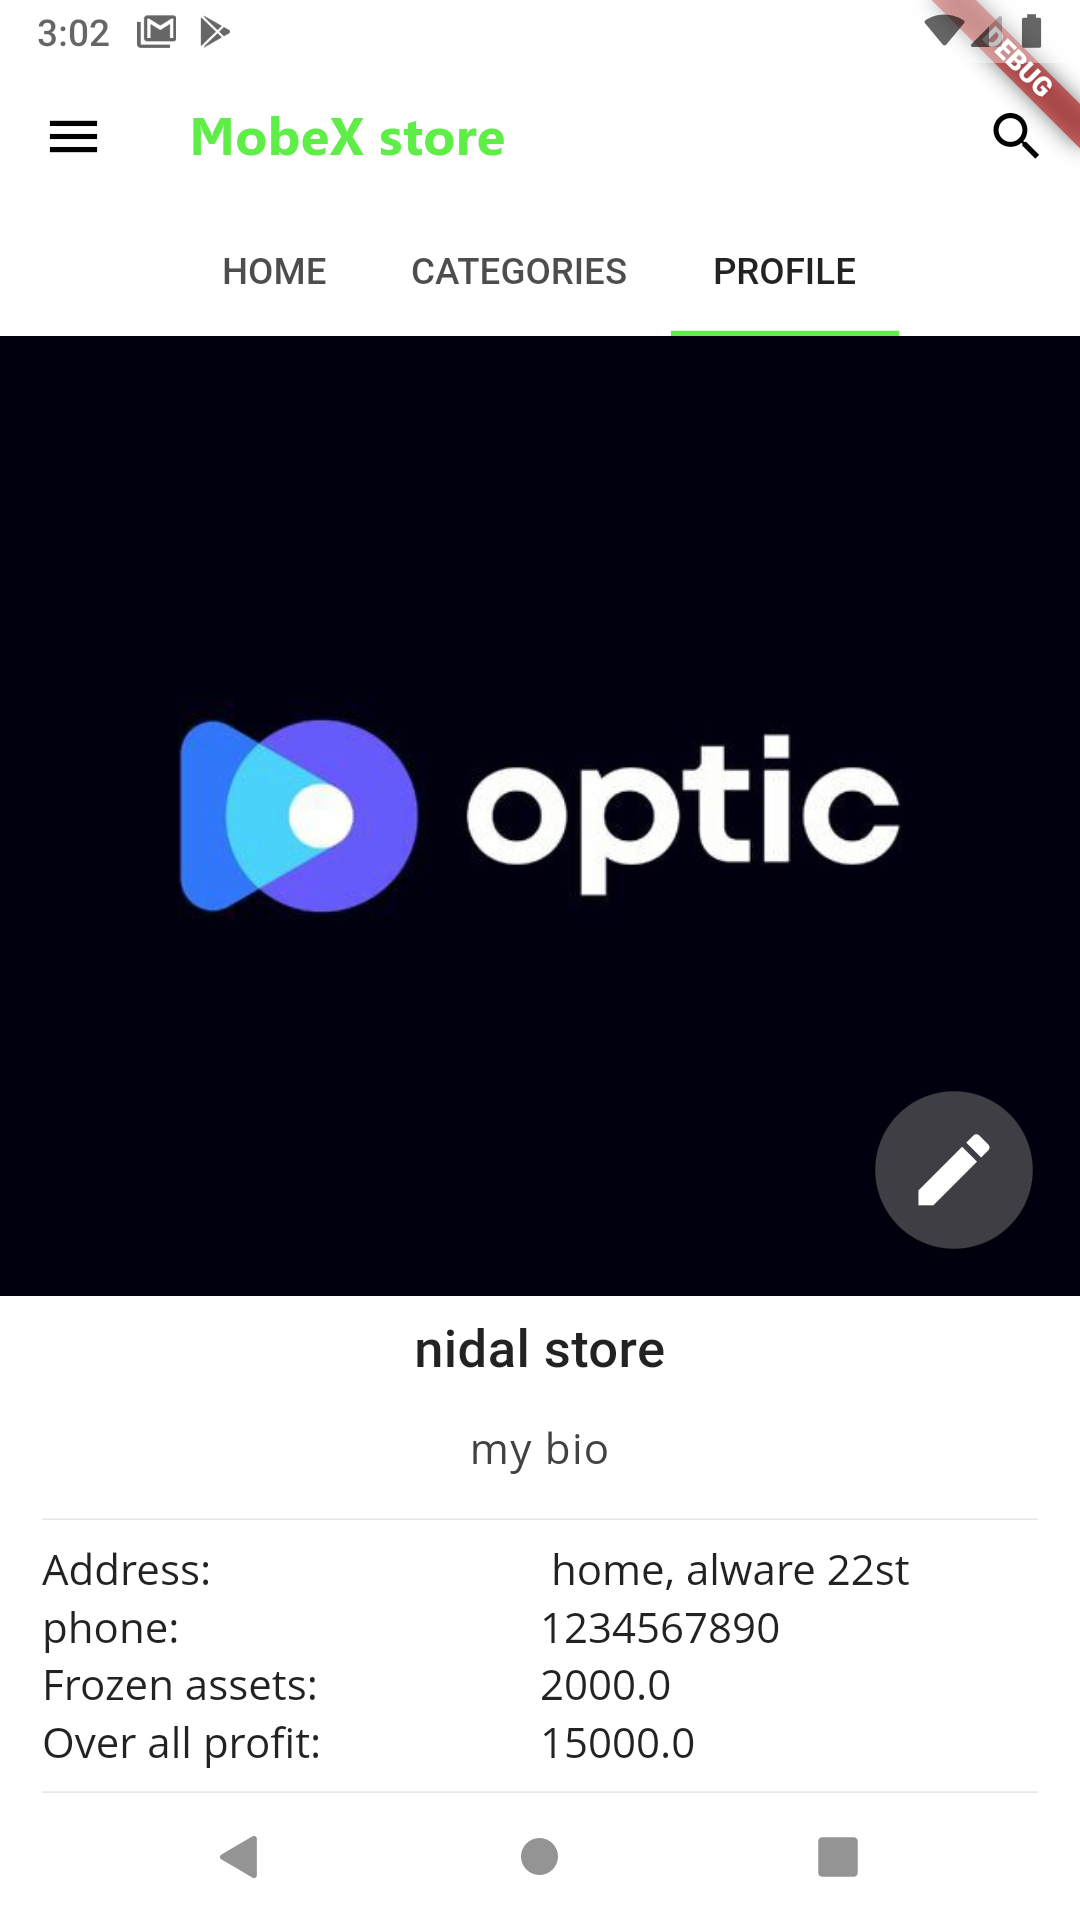 3:02
DEBUG
MobeX store
HOME CATEGORIES PROFILE
optic
nidal store
my bio
Address: home, alware 22st
phone: 1234567890
Frozen assets: 2000.0
Over all profit: 15000.0